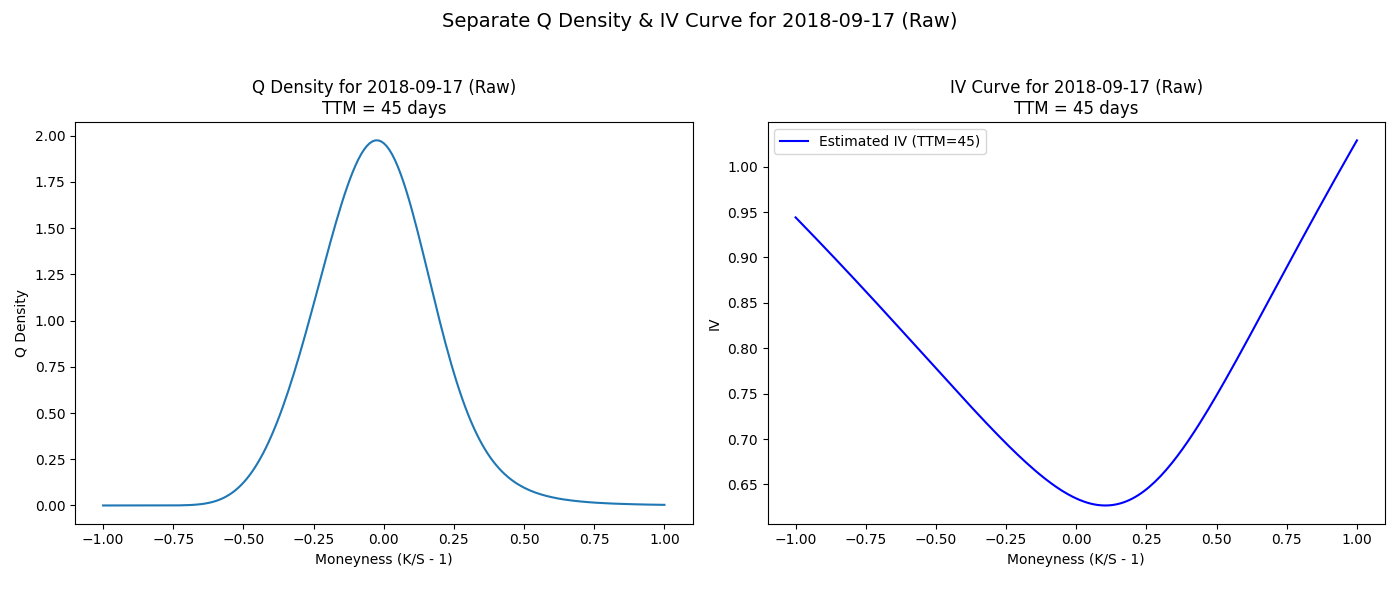 Separate Q Density & IV Curve for 2018-09-17 (Raw)
Q Density for 2018-09-17 (Raw)
TTM = 45 days
2.00
1.75
1.50
1.25
1.00
0.75
0.50
0.25
0.00
Q Density
−1.00 −0.75 −0.50 −0.25 0.00 0.25 0.50 0.75 1.00
Moneyness (K/S - 1)
IV Curve for 2018-09-17 (Raw)
TTM = 45 days
Estimated IV (TTM=45)
1.00
0.95
0.90
0.85
0.80
0.75
0.70
0.65
IV
−1.00 −0.75 −0.50 −0.25 0.00 0.25 0.50 0.75 1.00
Moneyness (K/S - 1)